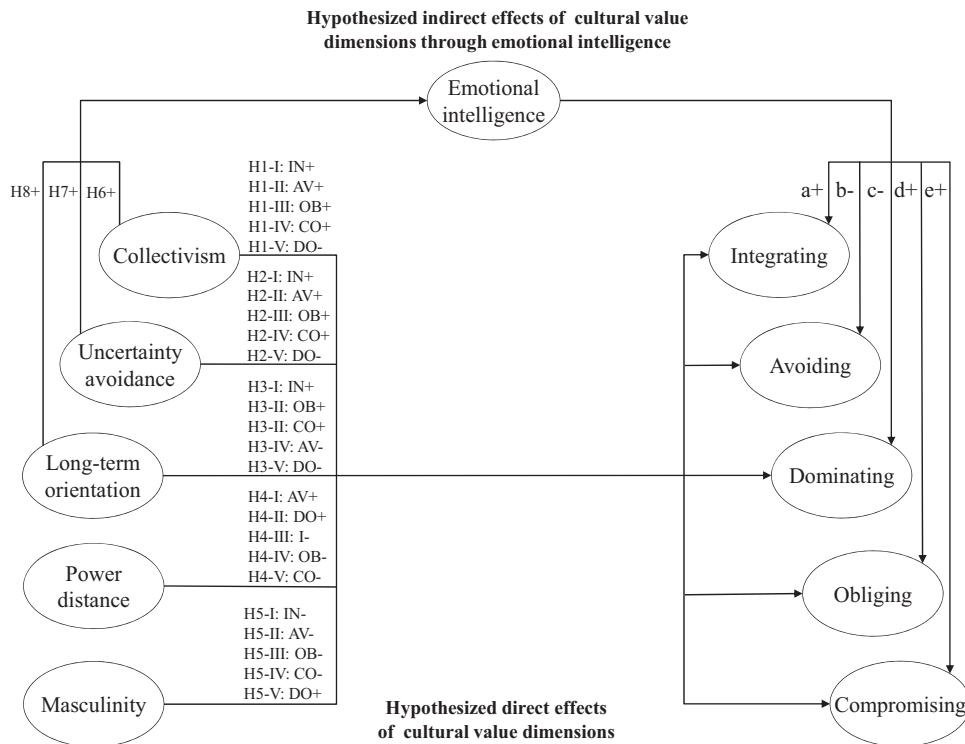 Hypothesized indirect effects of cultural value
dimensions through emotional intelligence
Emotional
intelligence
H8+
H7+
H6+
a+
b-
c-
d+
e+
H1-I: IN+
H1-II: AV+
H1-III: OB+
H1-IV: CO+
H1-V: DO-
Collectivism
Integrating
H2-I: IN+
H2-II: AV+
H2-III: OB+
H2-IV: CO+
H2-V: DO-
Uncertainty
avoidance
Avoiding
H3-I: IN+
H3-II: OB+
H3-II: CO+
H3-IV: AV-
H3-V: DO-
Long-term
orientation
Dominating
H4-I: AV+
H4-II: DO+
H4-III: I-
H4-IV: OB-
H4-V: CO-
Power
distance
Obliging
H5-I: IN-
H5-II: AV-
H5-III: OB-
H5-IV: CO-
H5-V: DO+
Masculinity
Compromising
Hypothesized direct effects
of cultural value dimensions